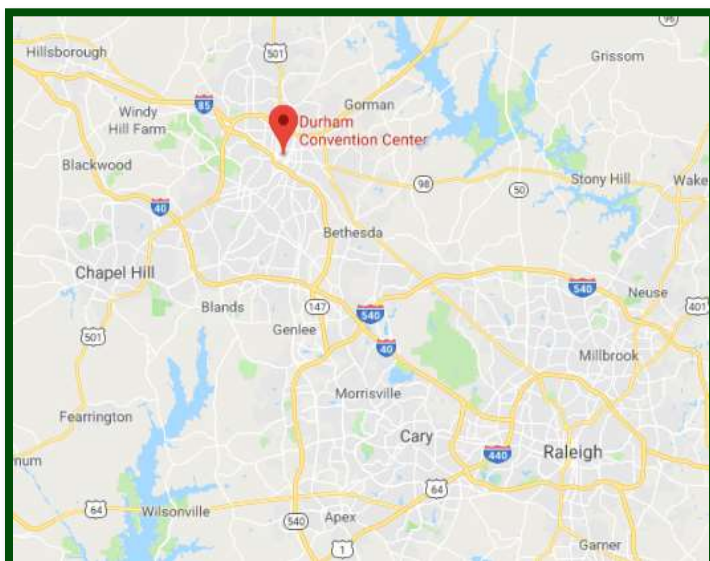 96
Hillsborough
501
Grissom
85
Gorman
Windy
Hill Farm
Durham
Convention Center
Blackwood
98
50
Stony Hill
Wake
40
Bethesda
Chapel Hill
540
Neuse
Blands
147
540
401
Genlee
501
40
Millbrook
Morrisville
Fearrington
Cary
Raleigh
440
num
64
64
Wilsonville
540
Apex
1
Garner